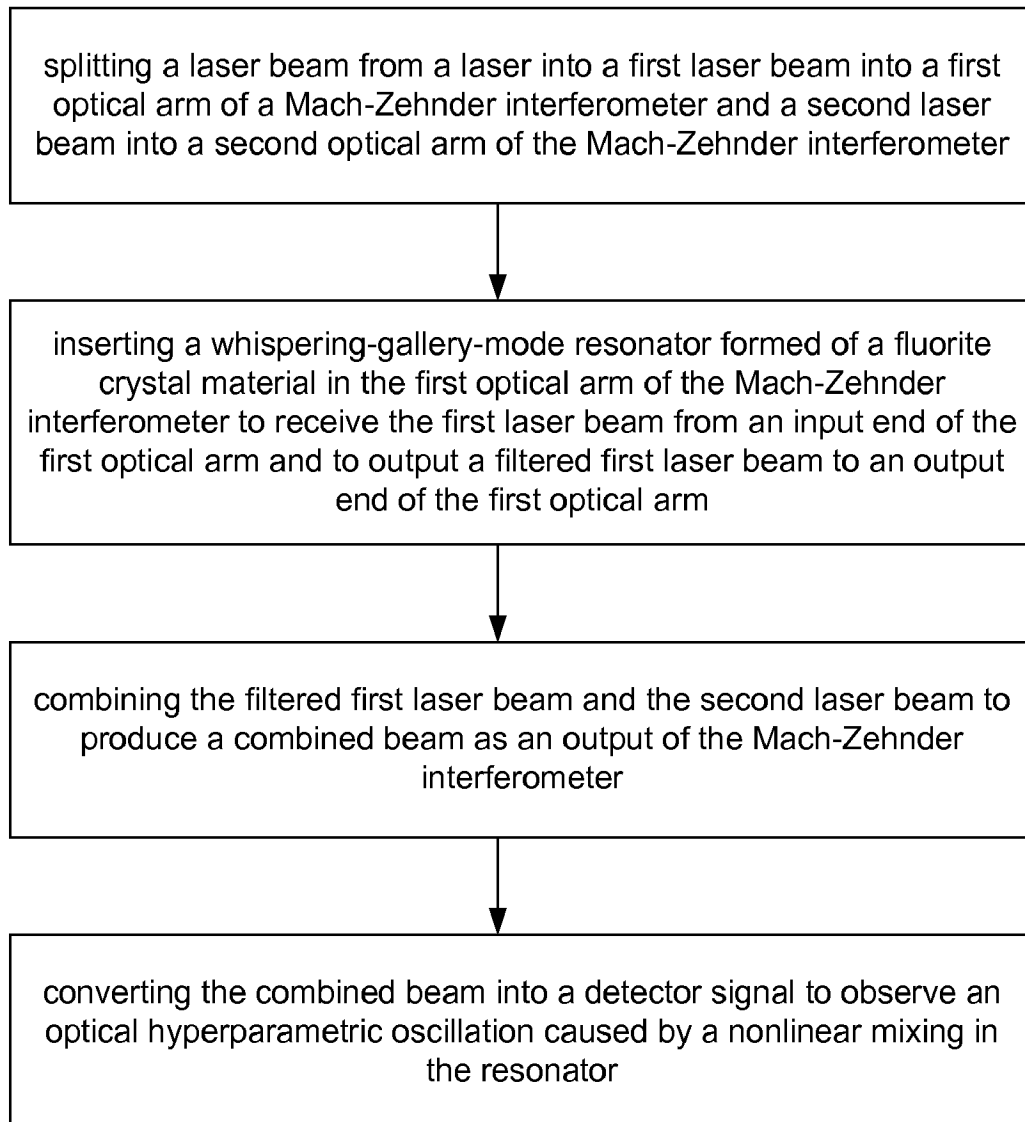 splitting a laser beam from a laser into a first laser beam into a first
optical arm of a Mach-Zehnder interferometer and a second laser
beam into a second optical arm of the Mach-Zehnder interferometer
inserting a whispering-gallery-mode resonator formed of a fluorite
crystal material in the first optical arm of the Mach-Zehnder
interferometer to receive the first laser beam from an input end of the
first optical arm and to output a filtered first laser beam to an output
end of the first optical arm
combining the filtered first laser beam and the second laser beam to
produce a combined beam as an output of the Mach-Zehnder
interferometer
converting the combined beam into a detector signal to observe an
optical hyperparametric oscillation caused by a nonlinear mixing in
the resonator